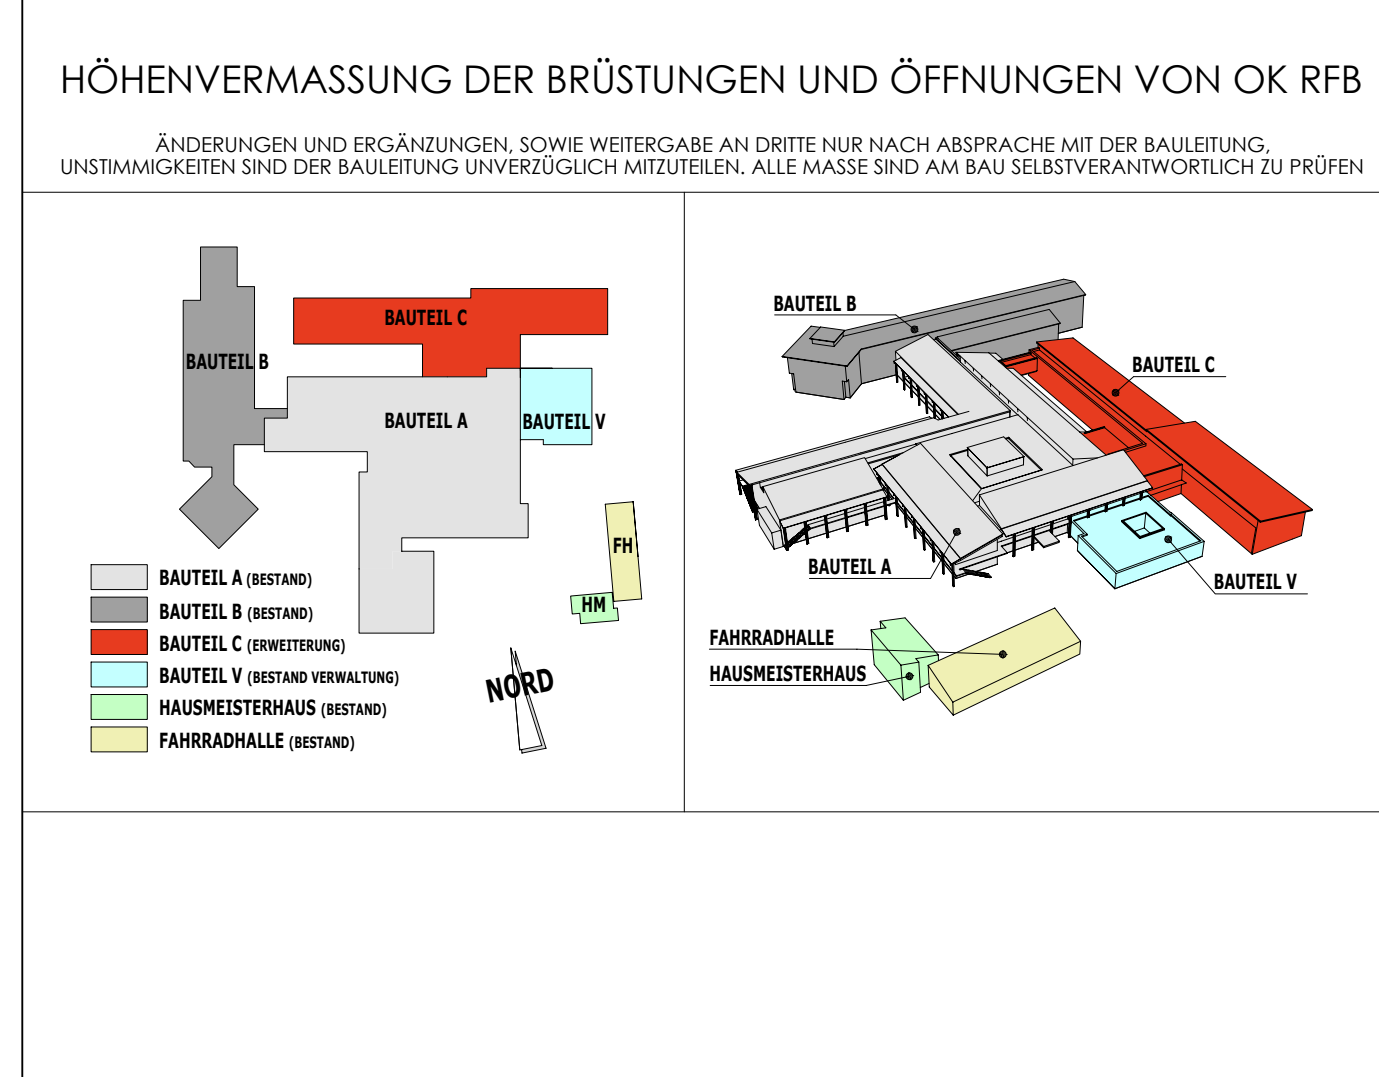 HÖHENVERMASSUNG DER BRÜSTUNGEN UND ÖFFNUNGEN VON OK RFB
ÄNDERUNGEN UND ERGÄNZUNGEN, SOWIE WEITERGABE AN DRITTE NUR NACH ABSPRACHE MIT DER BAULEITUNG,
UNSTIMMIGKEITEN SIND DER BAULEITUNG UNVERZÜGLICH MITZUTEILEN. ALLE MASSE SIND AM BAU SELBSTVERANTWORTLICH ZU PRÜFEN
BAUTEIL C
BAUTEIL B
BAUTEIL A
BAUTEIL V
FH
HM
BAUTEIL A (BESTAND)
BAUTEIL B (BESTAND)
BAUTEIL C (ERWEITERUNG)
BAUTEIL V (BESTAND VERWALTUNG)
HAUSMEISTERHAUS (BESTAND)
FAHRRADHALLE (BESTAND)
NORD
BAUTEIL B
BAUTEIL C
BAUTEIL A
BAUTEIL V
FAHRRADHALLE
HAUSMEISTERHAUS